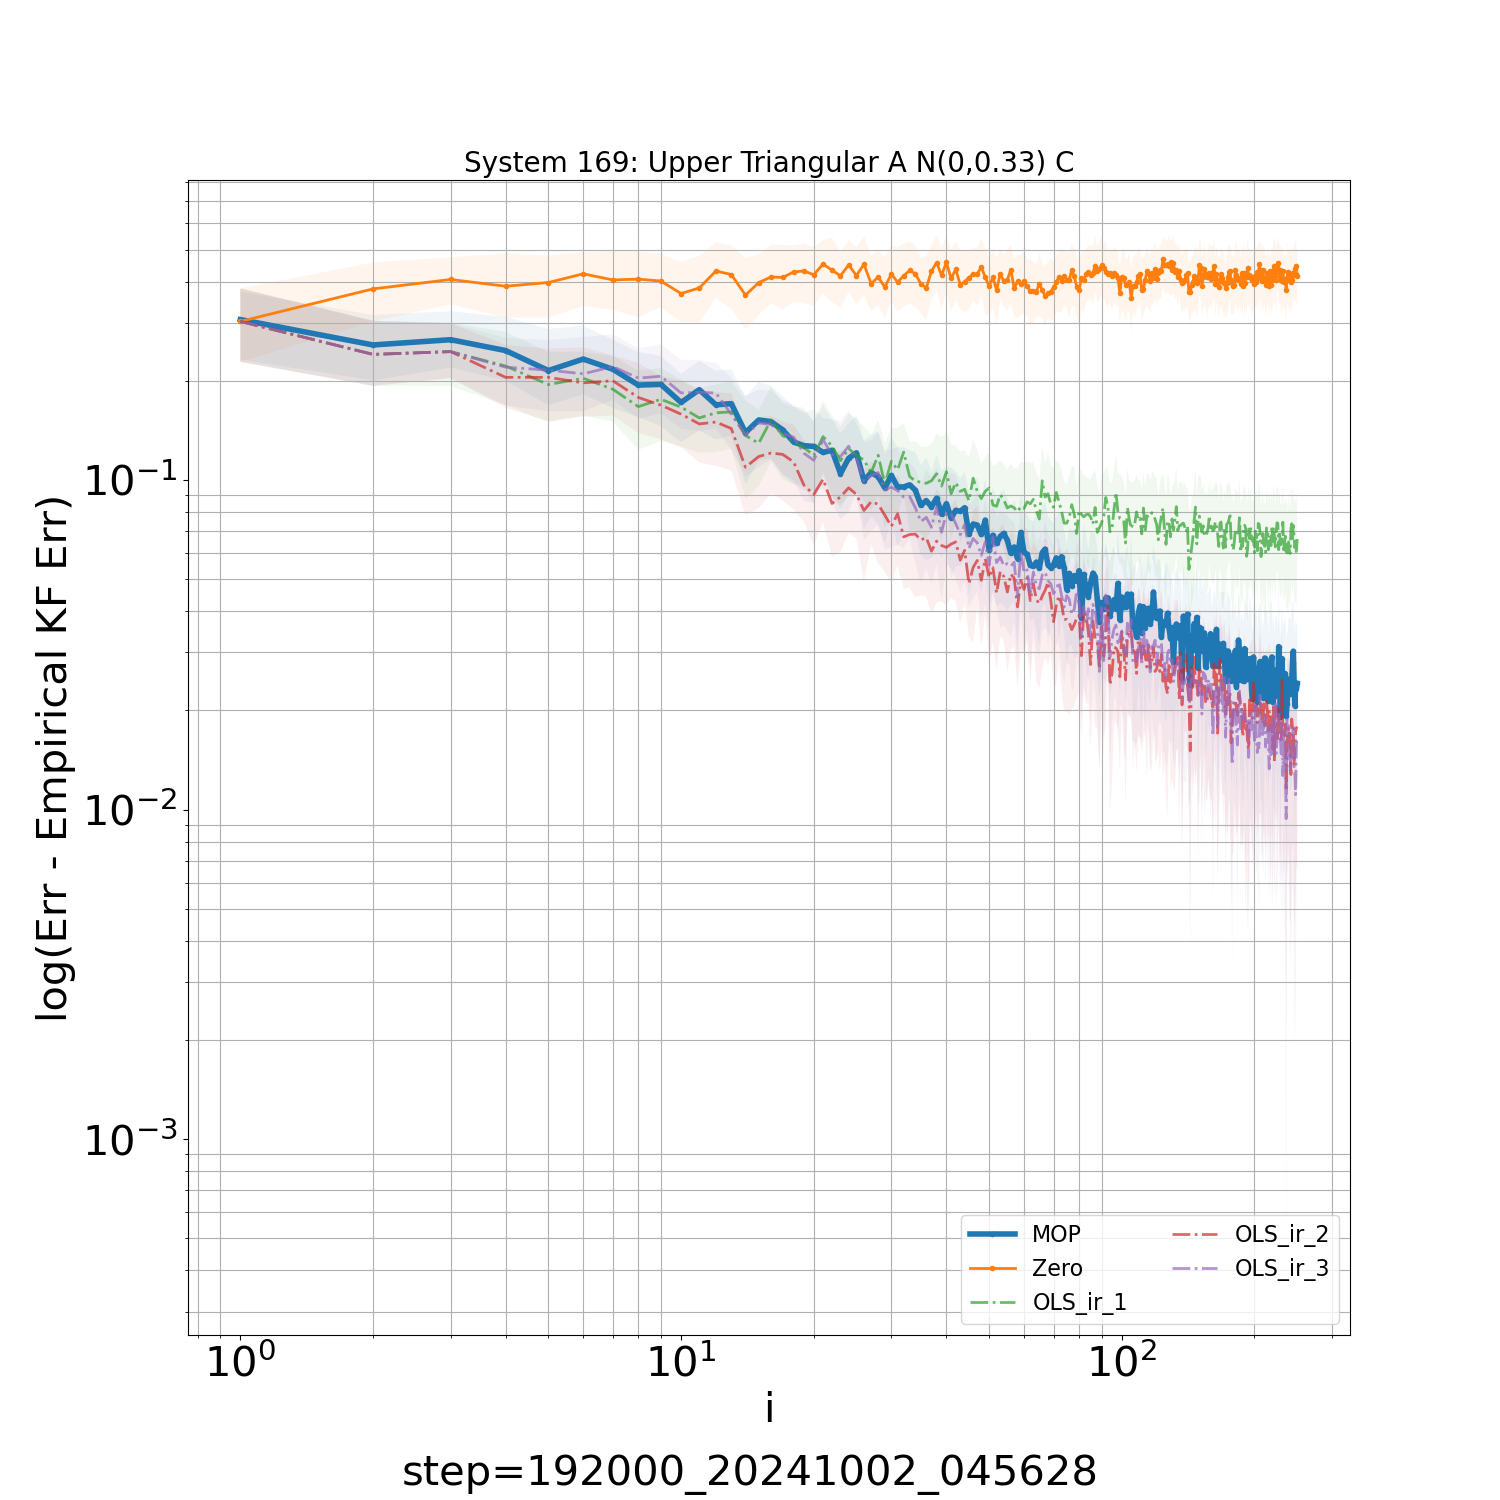 System 169: Upper Triangular A N(0,0.33) C
log(Err - Empirical KF Err)
10⁻¹
10⁻²
10⁻³
MOP
Zero
OLS_ir_1
OLS_ir_2
OLS_ir_3
10⁰ 10¹ 10²
i
step=192000_20241002_045628